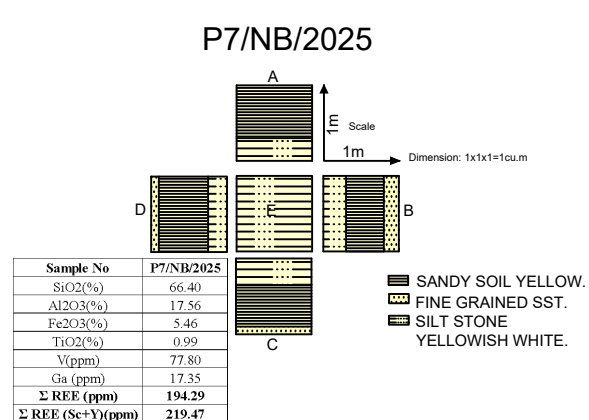 P7/NB/2025
A
1m
Scale
1m
Dimension: 1x1x1=1cu.m
D
E
B
C
Sample No P7/NB/2025
SiO2(%) 66.40
Al2O3(%) 17.56
Fe2O3(%) 5.46
TiO2(%) 0.99
V(ppm) 77.80
Ga (ppm) 17.35
Σ REE (ppm) 194.29
Σ REE (Sc+Y)(ppm) 219.47
SANDY SOIL YELLOW.
FINE GRAINED SST.
SILT STONE
YELLOWISH WHITE.